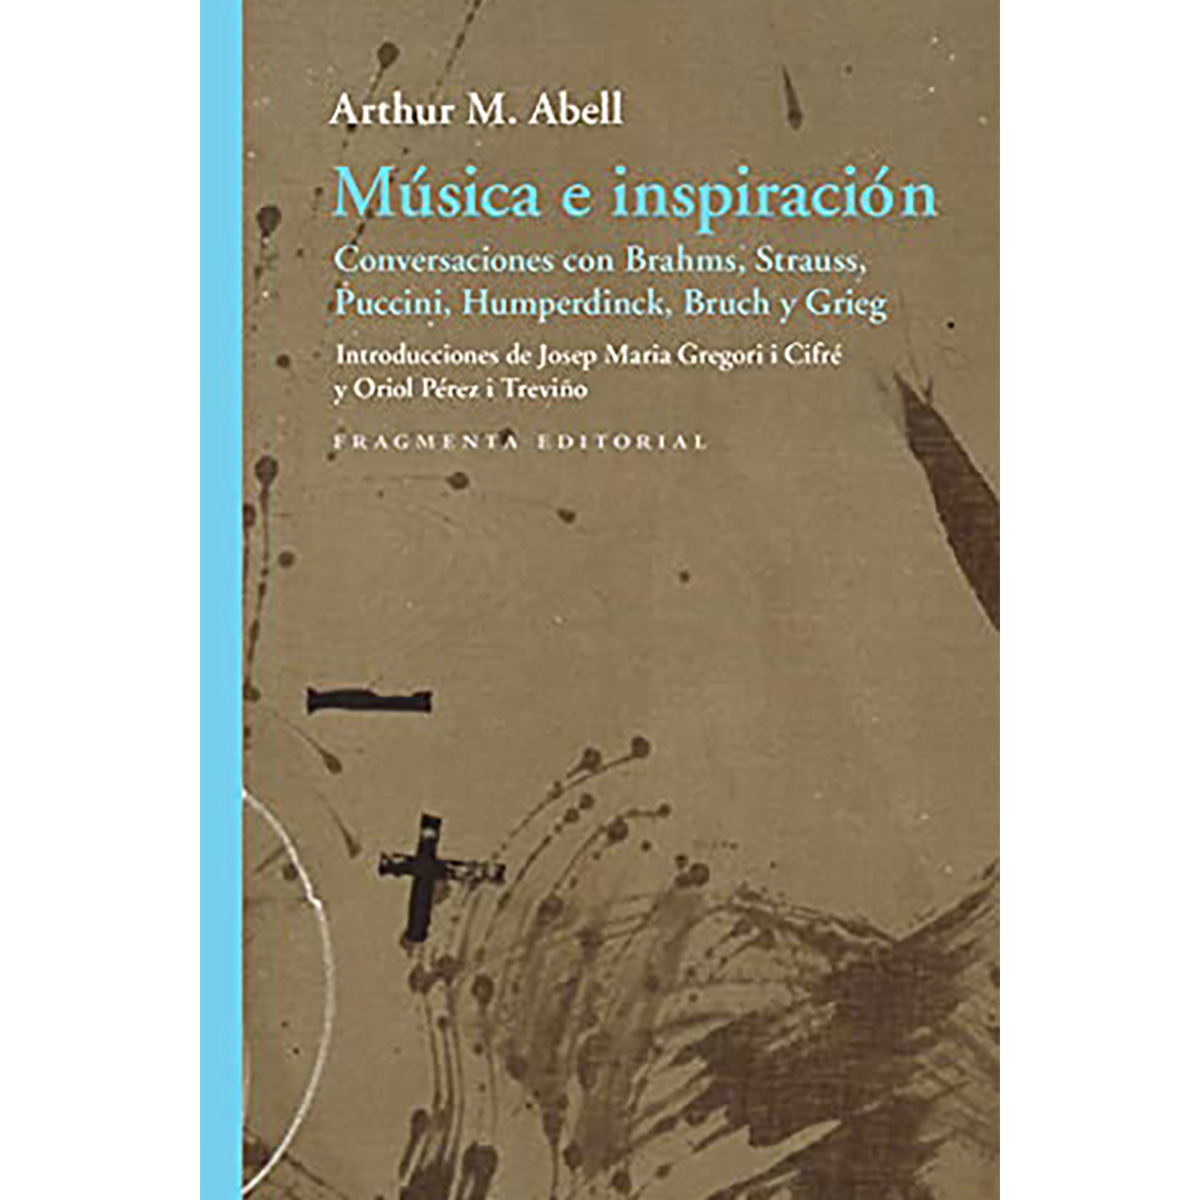 Arthur M. Abell
Música e inspiración
Conversaciones con Brahms, Strauss,
Puccini, Humperdinck, Bruch y Grieg
Introducciones de Josep Maria Gregori i Cifré
y Oriol Pérez i Treviño
FRAGMENTA EDITORIAL